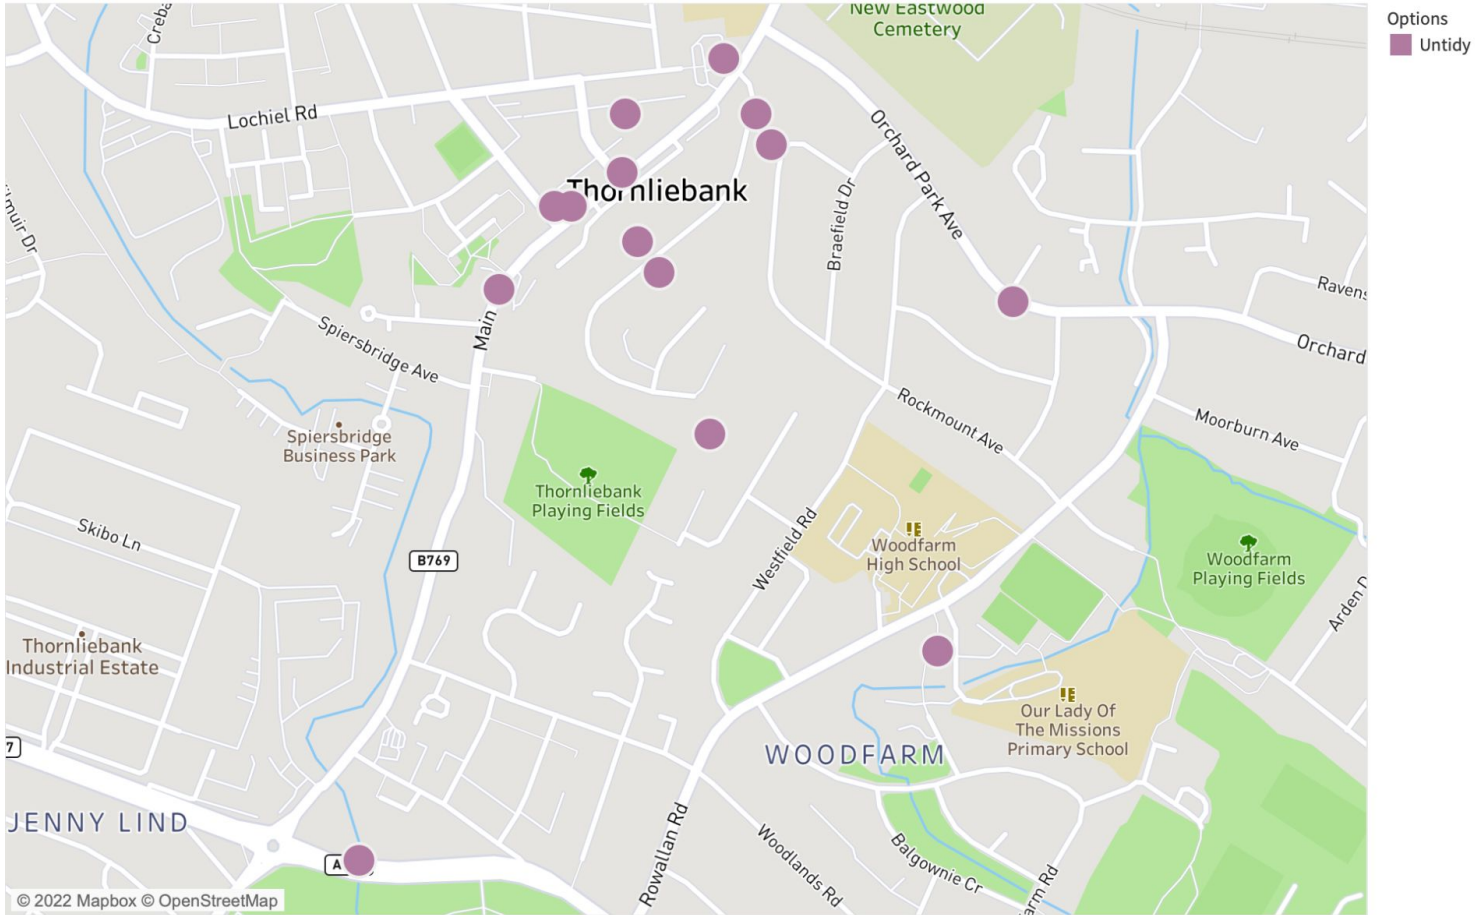 Options
Untidy
New Eastwood
Cemetery
Lochiel Rd
Orchard Park Ave
Thornliebank
Braefield Dr
Main
Spiersbridge Ave
Orchard
Rockmount Ave
Moorburn Ave
Spiersbridge
Business Park
Thornliebank
Playing Fields
Skibo Ln
B769
Westfield Rd
Woodfarm
High School
Woodfarm
Playing Fields
Thornliebank
Industrial Estate
Our Lady Of
The Missions
Primary School
7
WOODFARM
JENNY LIND
Rowallan Rd
Woodlands Rd
Balgownie Cr
A
© 2022 Mapbox © OpenStreetMap